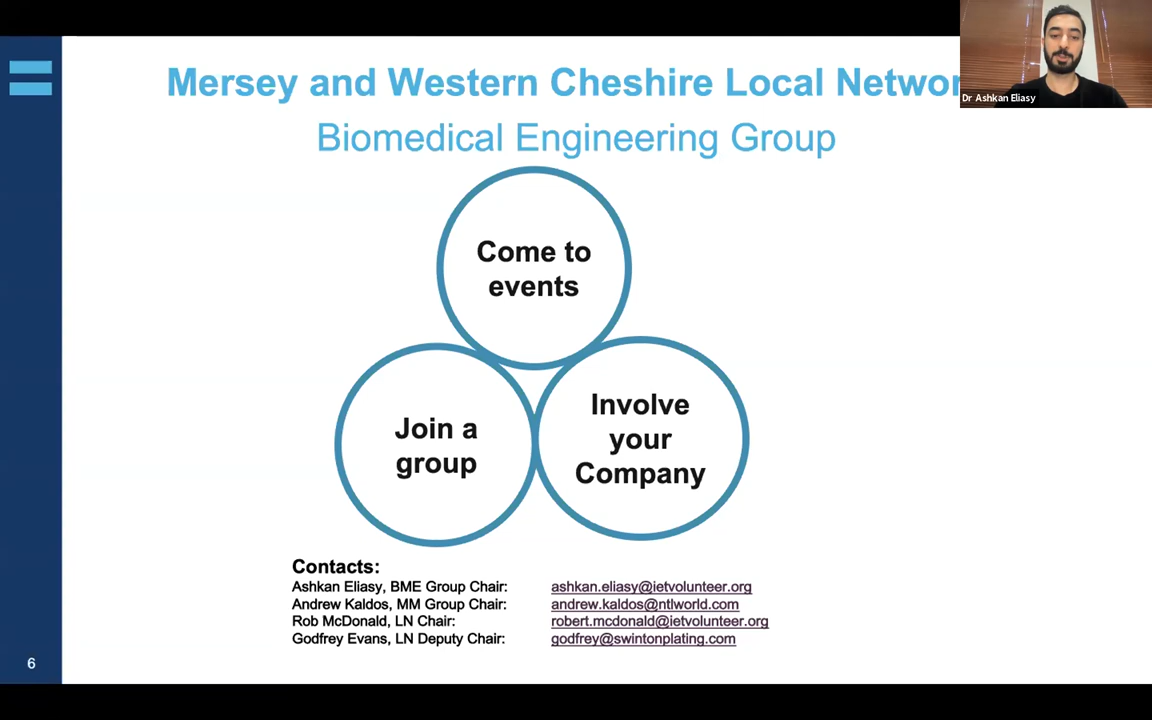 Mersey and Western Cheshire Local Networ
Biomedical Engineering Group
Dr Ashkan Eliasy
Come to
events
Join a
group
Involve
your
Company
Contacts:
Ashkan Eliasy, BME Group Chair: ashkan.eliasy@ietvolunteer.org
Andrew Kaldos, MM Group Chair: andrew.kaldos@ntlworld.com
Rob McDonald, LN Chair: robert.mcdonald@ietvolunteer.org
Godfrey Evans, LN Deputy Chair: godfrey@swintonplating.com
6